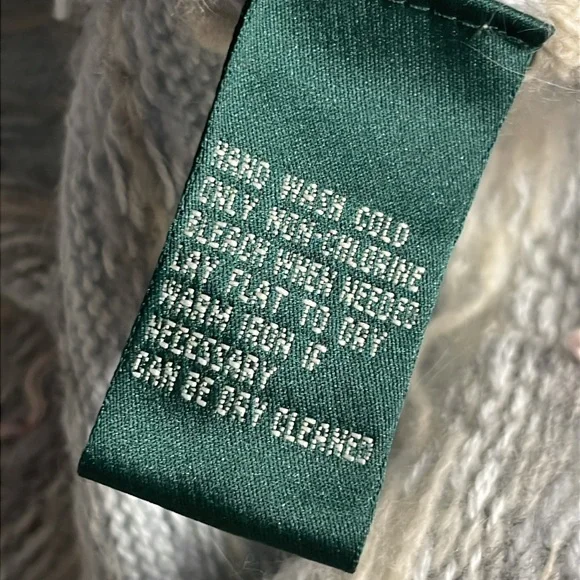 HAND WASH COLD
ONLY NON-CHLORINE
BLEACH WHEN NEEDED
LAY FLAT TO DRY
WARM IRON IF
NECESSARY
CAN BE DRY CLEANED